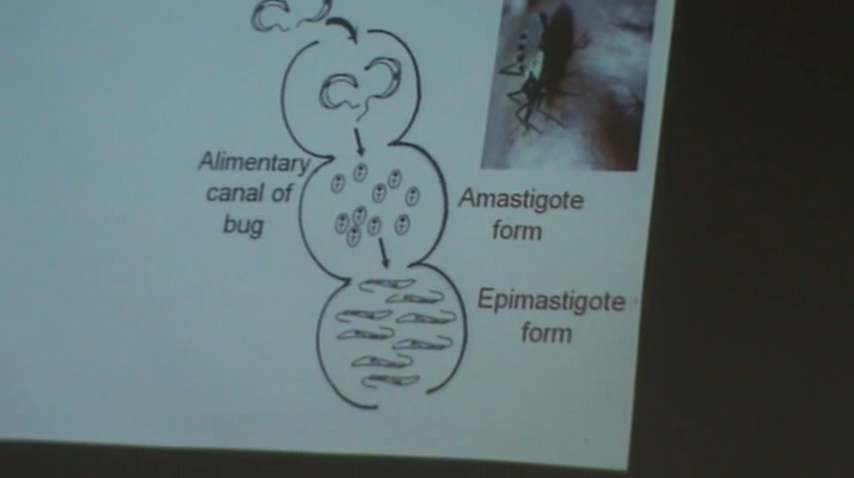 Alimentary
canal of
bug
Amastigote
form
Epimastigote
form